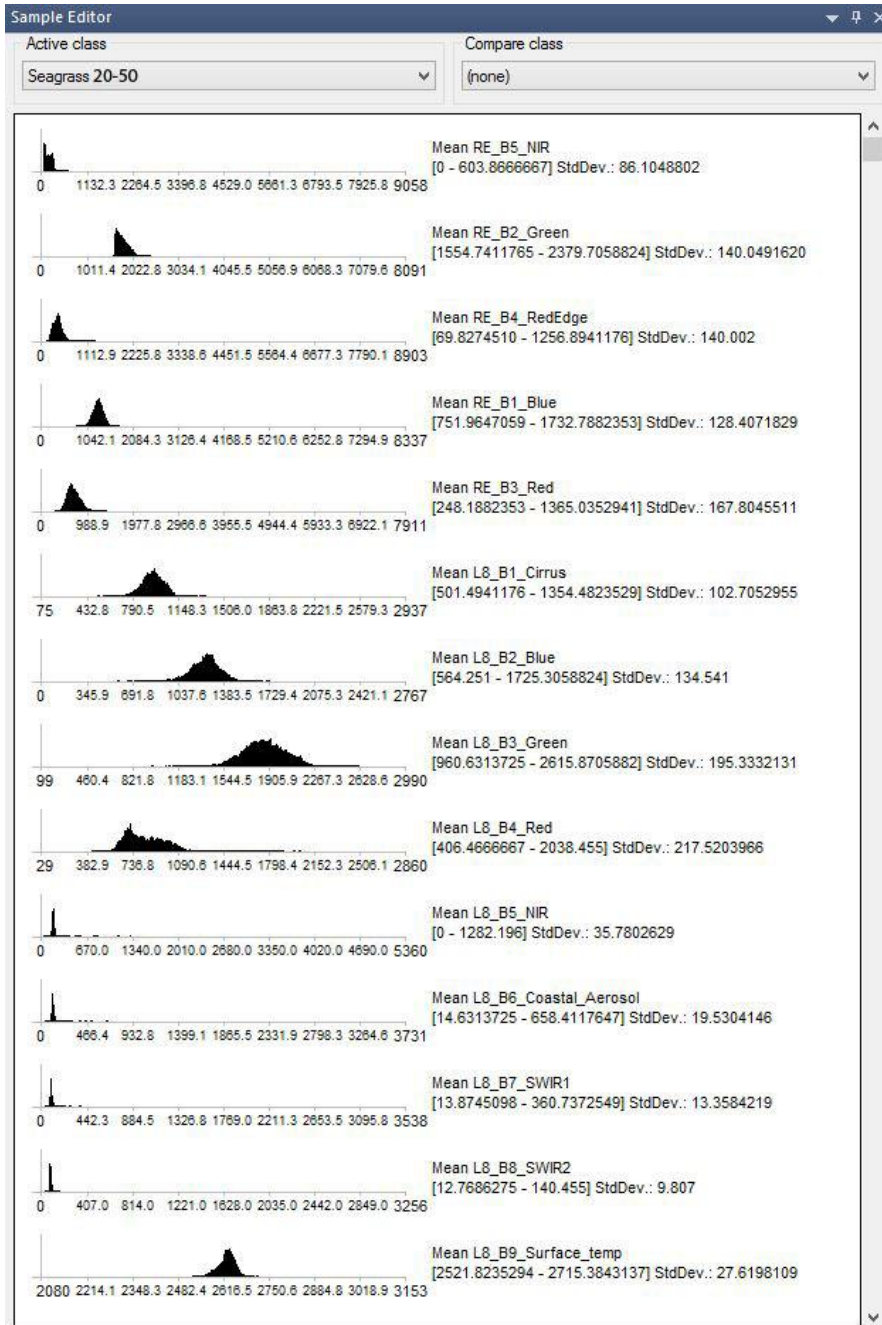 Sample Editor
Active class
Compare class
Seagrass 20-50
(none)
Mean RE_B5_NIR
[0 - 603.8666667] StdDev.: 86.1048802
0 1132.3 2264.5 3396.8 4529.0 5661.3 6793.5 7925.8 9058
Mean RE_B2_Green
[1554.7411765 - 2379.7058824] StdDev.: 140.0491620
0 1011.4 2022.8 3034.1 4045.5 5056.9 6068.3 7079.6 8091
Mean RE_B4_RedEdge
[69.8274510 - 1256.8941176] StdDev.: 140.002
0 1112.9 2225.8 3338.6 4451.5 5564.4 6677.3 7790.1 8903
Mean RE_B1_Blue
[751.9647059 - 1732.7882353] StdDev.: 128.4071829
0 1042.1 2084.3 3126.4 4168.5 5210.6 6252.8 7294.9 8337
Mean RE_B3_Red
[248.1882353 - 1365.0352941] StdDev.: 167.8045511
0 988.9 1977.8 2966.6 3955.5 4944.4 5933.3 6922.1 7911
Mean L8_B1_Cirrus
[501.4941176 - 1354.4823529] StdDev.: 102.7052955
75 432.8 790.5 1148.3 1506.0 1863.8 2221.5 2579.3 2937
Mean L8_B2_Blue
[564.251 - 1725.3058824] StdDev.: 134.541
0 345.9 691.8 1037.6 1383.5 1729.4 2075.3 2421.1 2767
Mean L8_B3_Green
[960.6313725 - 2615.8705882] StdDev.: 195.3332131
99 460.4 821.8 1183.1 1544.5 1905.9 2267.3 2628.6 2990
Mean L8_B4_Red
[406.4666667 - 2038.455] StdDev.: 217.5203966
29 382.9 736.8 1090.6 1444.5 1798.4 2152.3 2506.1 2860
Mean L8_B5_NIR
[0 - 1282.196] StdDev.: 35.7802629
0 670.0 1340.0 2010.0 2680.0 3350.0 4020.0 4690.0 5360
Mean L8_B6_Coastal_Aerosol
[14.6313725 - 658.4117647] StdDev.: 19.5304146
0 466.4 932.8 1399.1 1865.5 2331.9 2798.3 3264.6 3731
Mean L8_B7_SWIR1
[13.8745098 - 360.7372549] StdDev.: 13.3584219
0 442.3 884.5 1326.8 1769.0 2211.3 2653.5 3095.8 3538
Mean L8_B8_SWIR2
[12.7686275 - 140.455] StdDev.: 9.807
0 407.0 814.0 1221.0 1628.0 2035.0 2442.0 2849.0 3256
Mean L8_B9_Surface_temp
[2521.8235294 - 2715.3843137] StdDev.: 27.6198109
2080 2214.1 2348.3 2482.4 2616.5 2750.6 2884.8 3018.9 3153